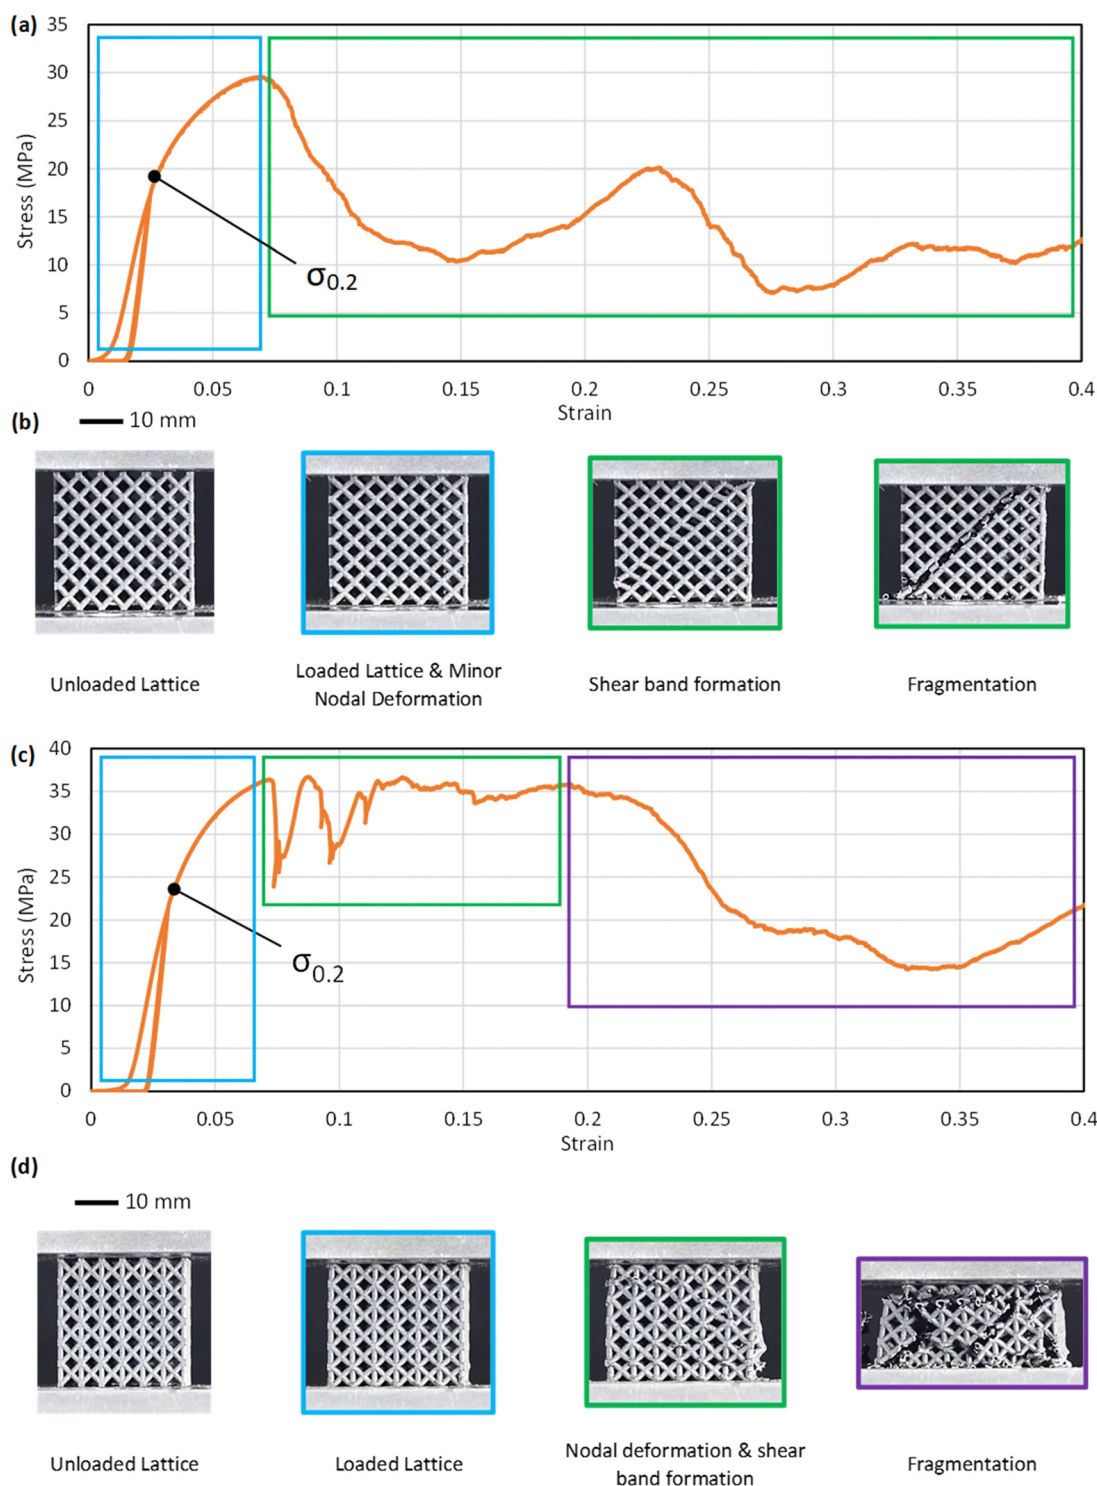 (a)
35
30
25
20
15
10
5
0
Stress (MPa)
σ0.2
0 0.05 0.1 0.15 0.2 0.25 0.3 0.35 0.4
Strain
(b)
10 mm
Unloaded Lattice
Loaded Lattice & Minor
Nodal Deformation
Shear band formation
Fragmentation
(c)
40
35
30
25
20
15
10
5
0
Stress (MPa)
σ0.2
0 0.05 0.1 0.15 0.2 0.25 0.3 0.35 0.4
Strain
(d)
10 mm
Unloaded Lattice
Loaded Lattice
Nodal deformation & shear
band formation
Fragmentation